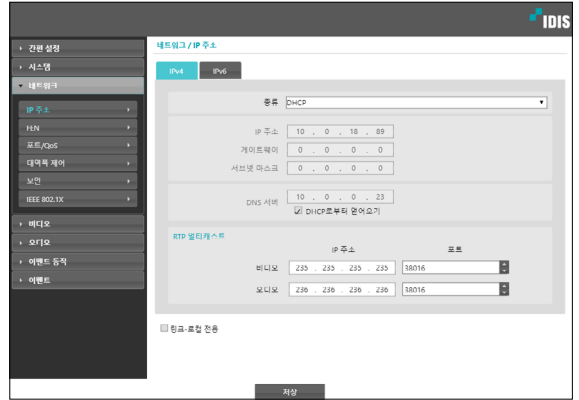 IDIS
간편 설정
시스템
네트워크
IP 주소
FEN
포트/QoS
대역폭 제어
보안
IEEE 802.1X
비디오
오디오
이벤트 동작
이벤트
네트워크 / IP 주소
IPv4 IPv6
종류 DHCP
IP 주소 10 . 0 . 18 . 89
게이트웨이 0 . 0 . 0 . 0
서브넷 마스크 0 . 0 . 0 . 0
DNS 서버 10 . 0 . 0 . 23
DHCP로부터 얻어오기
RTP 멀티캐스트
IP 주소 포트
비디오 235 . 235 . 235 . 235 38016
오디오 236 . 236 . 236 . 236 38016
링크-로컬 전용
저장